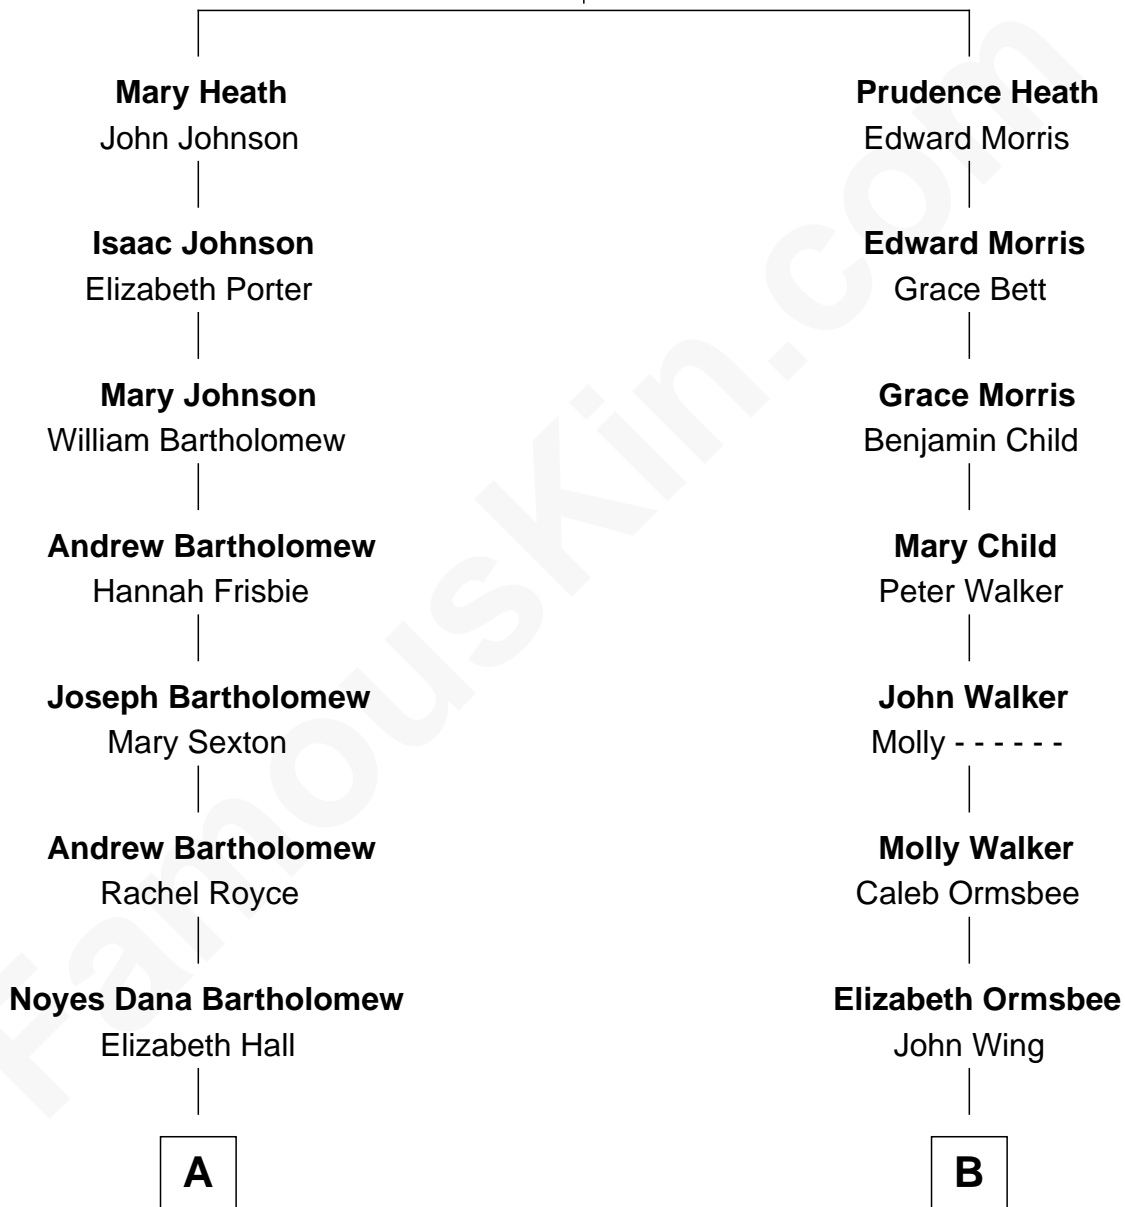 Mary Heath
John Johnson
Isaac Johnson
Elizabeth Porter
Mary Johnson
William Bartholomew
Andrew Bartholomew
Hannah Frisbie
Joseph Bartholomew
Mary Sexton
Andrew Bartholomew
Rachel Royce
Noyes Dana Bartholomew
Elizabeth Hall
A
Prudence Heath
Edward Morris
Edward Morris
Grace Bett
Grace Morris
Benjamin Child
Mary Child
Peter Walker
John Walker
Molly - - - - - -
Molly Walker
Caleb Ormsbee
Elizabeth Ormsbee
John Wing
B
FamousKin.com